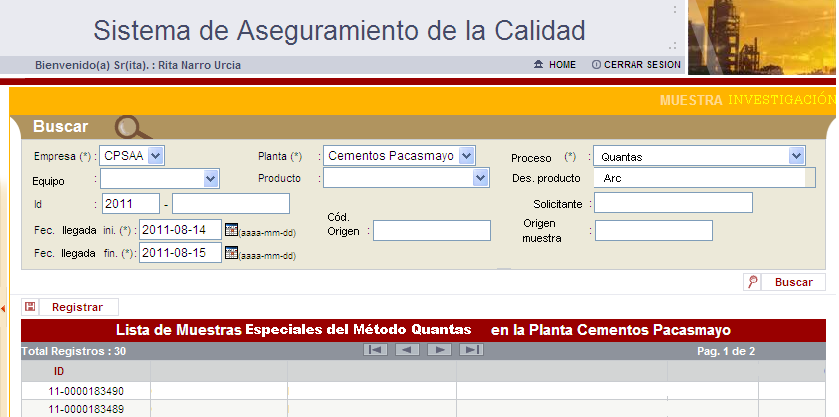 Sistema de Aseguramiento de la Calidad
Bienvenido(a) Sr(ita). : Rita Narro Urcia HOME CERRAR SESION
MUESTRA INVESTIGACIÓN
Buscar
Empresa (*) : CPSAA Planta (*) : Cementos Pacasmayo Proceso (*) : Quantas
Equipo : Producto : Des. producto : Arc
Id : 2011 - Solicitante :
Fec. llegada ini. (*) : 2011-08-14 (aaaa-mm-dd) Cód. Origen : Origen muestra :
Fec. llegada fin. (*) : 2011-08-15 (aaaa-mm-dd)
Buscar
Registrar
Lista de Muestras Especiales del Método Quantas en la Planta Cementos Pacasmayo
Total Registros : 30 Pag. 1 de 2
ID
11-0000183490
11-0000183489